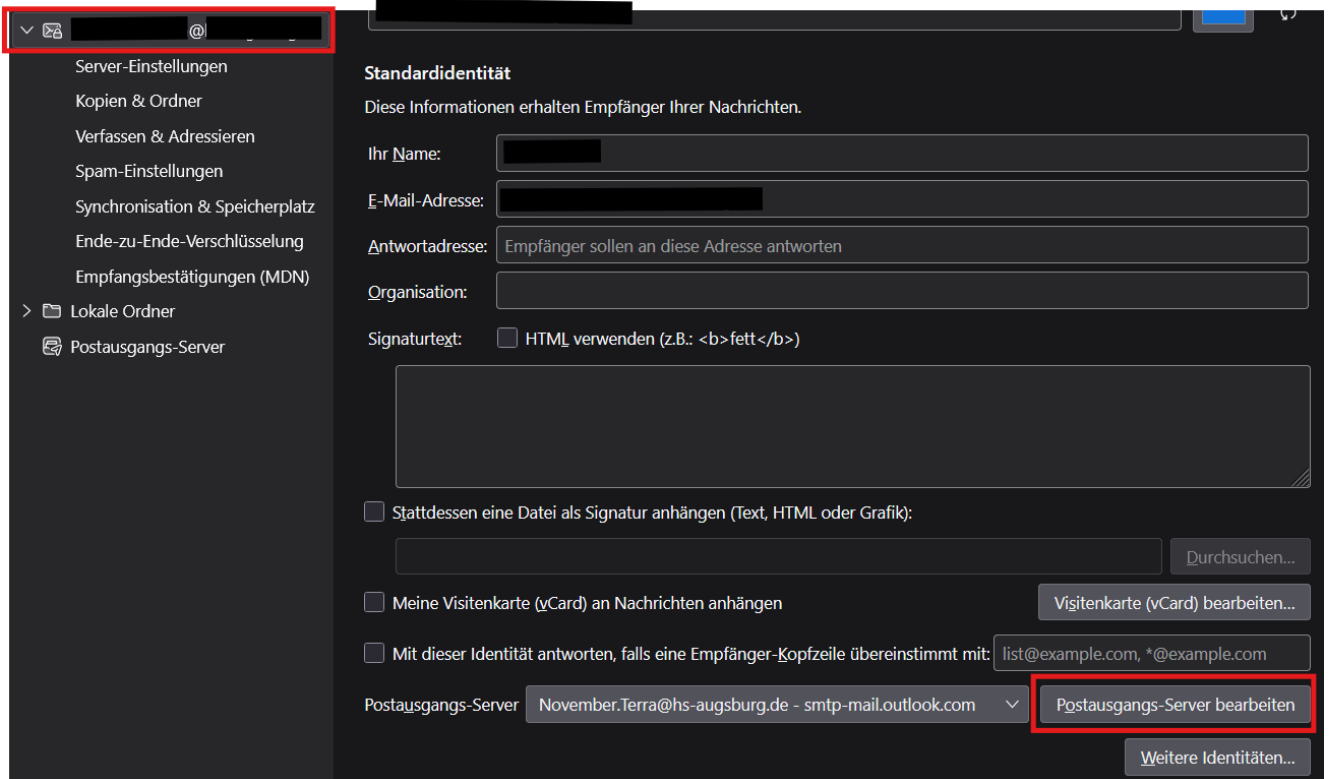 @
Server-Einstellungen
Kopien & Ordner
Verfassen & Adressieren
Spam-Einstellungen
Synchronisation & Speicherplatz
Ende-zu-Ende-Verschlüsselung
Empfangsbestätigungen (MDN)
Lokale Ordner
Postausgangs-Server
Standardidentität
Diese Informationen erhalten Empfänger Ihrer Nachrichten.
Ihr Name:
E-Mail-Adresse:
Antwortadresse: Empfänger sollen an diese Adresse antworten
Organisation:
Signaturtext: HTML verwenden (z.B.: <b>fett</b>)
Stattdessen eine Datei als Signatur anhängen (Text, HTML oder Grafik):
Durchsuchen...
Meine Visitenkarte (vCard) an Nachrichten anhängen Visitenkarte (vCard) bearbeiten...
Mit dieser Identität antworten, falls eine Empfänger-Kopfzeile übereinstimmt mit: list@example.com, *@example.com
Postausgangs-Server November.Terra@hs-augsburg.de - smtp-mail.outlook.com Postausgangs-Server bearbeiten
Weitere Identitäten...